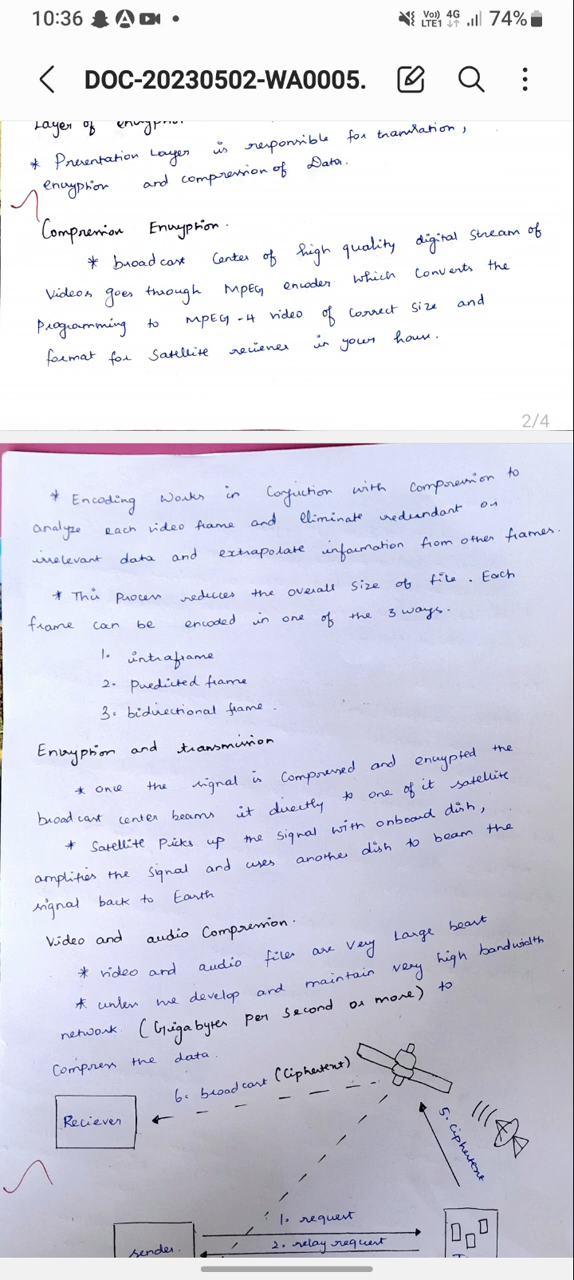 10:36
Vo)) 4G
LTE1
74%
DOC-20230502-WA0005.
Layer of encryption
* Presentation Layer is responsible for translation,
encryption and compression of Data.
Compression Encryption.
* broadcast Center of high quality digital stream of
Videos goes through MPEG encoder which converts the
Programming to MPEG-4 video of correct size and
format for Satellite reciever in your house.
2/4
* Encoding works in Conjuction with compression to
analyze each video frame and eliminate redundant or
irrelevant data and extrapolate information from other frames.
* This process reduces the overall size of file. Each
frame can be encoded in one of the 3 ways.
1. intraframe
2. Predicted frame
3. bidirectional frame.
Encryption and transmission
* once the signal is compressed and encrypted the
broadcast center beams it directly to one of it satellite
* Satellite Picks up the signal with onboard dish,
amplifies the signal and uses another dish to beam the
signal back to Earth
Video and audio Compression.
* video and audio files are very large beast
* unless we develop and maintain very high bandwidth
network (Gigabytes per second or more) to
Compress the data.
6. broadcast (Ciphertent)
Reciever
5. Ciphertent
1. request
2. relay request
sender.